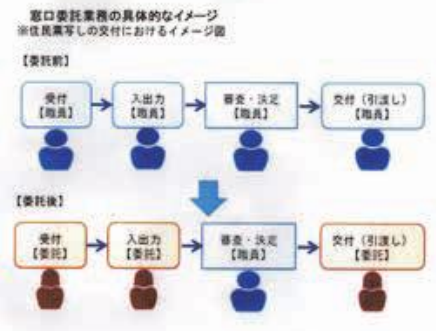 窓口委託業務の具体的なイメージ
※住民票写しの交付におけるイメージ図
【委託前】
受付 入出力 審査・決定 交付（引渡し）
【職員】 【職員】 【職員】 【職員】
【委託後】
受付 入出力 審査・決定 交付（引渡し）
【委託】 【委託】 【職員】 【委託】